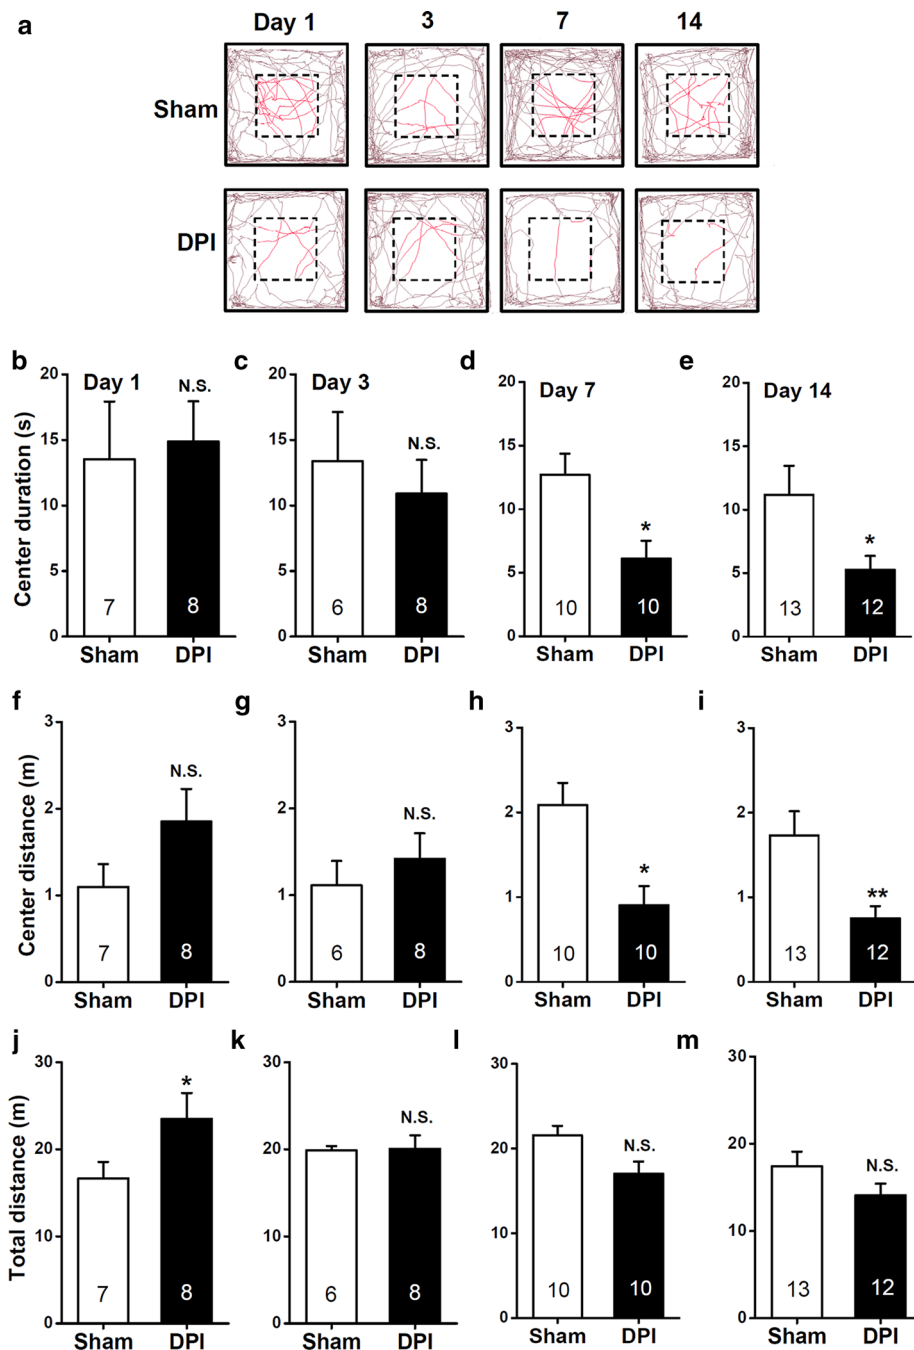 a
Day 1 3 7 14
Sham
DPI
b c d e
Center duration (s)
20
15
10
5
0
Day 1
N.S.
7 8
Sham DPI
20
15
10
5
0
Day 3
N.S.
6 8
Sham DPI
20
15
10
5
0
Day 7
*
10 10
Sham DPI
20
15
10
5
0
Day 14
*
13 12
Sham DPI
f g h i
Center distance (m)
3
2
1
0
N.S.
7 8
Sham DPI
3
2
1
0
N.S.
6 8
Sham DPI
3
2
1
0
*
10 10
Sham DPI
3
2
1
0
**
13 12
Sham DPI
j k l m
Total distance (m)
30
20
10
0
*
7 8
Sham DPI
30
20
10
0
N.S.
6 8
Sham DPI
30
20
10
0
N.S.
10 10
Sham DPI
30
20
10
0
N.S.
13 12
Sham DPI